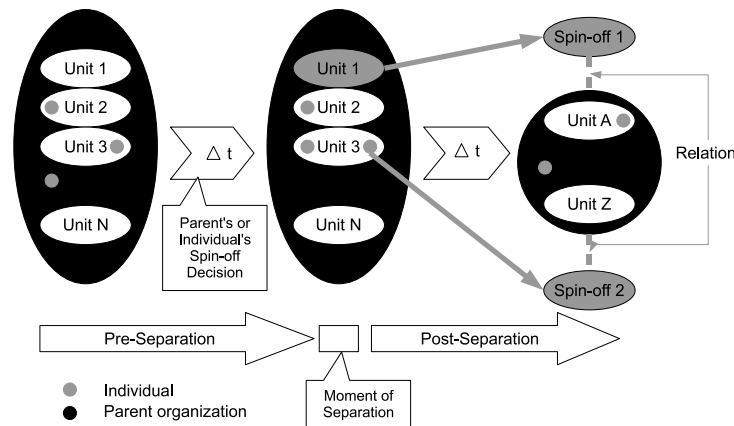 Unit 1
Unit 2
Unit 3
Unit N
Δ t
Parent's or
Individual's
Spin-off
Decision
Unit 1
Unit 2
Unit 3
Unit N
Δ t
Spin-off 1
Unit A
Unit Z
Spin-off 2
Relation
Pre-Separation
Post-Separation
Moment of
Separation
Individual
Parent organization